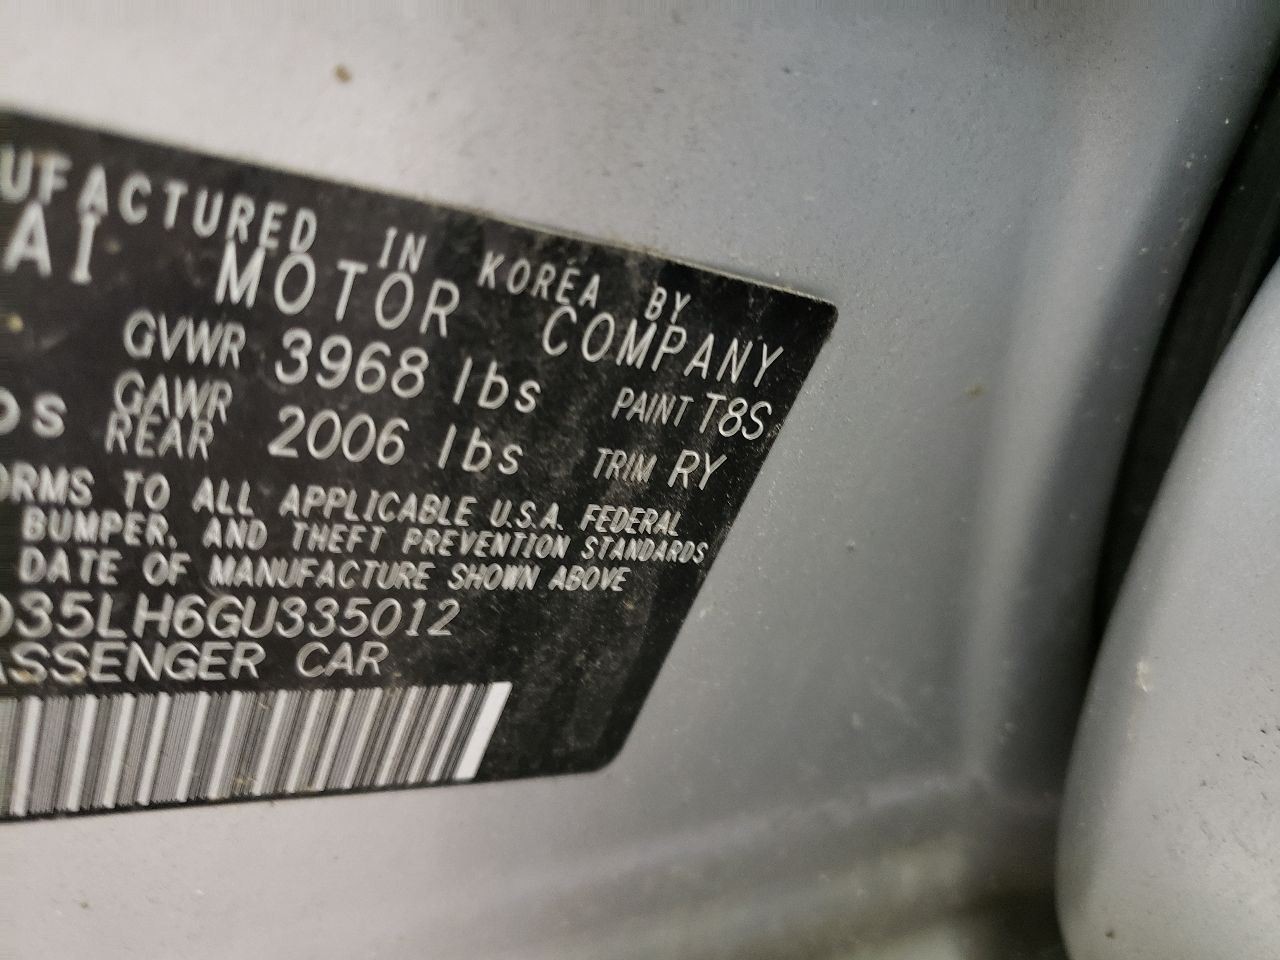 UFACTURED IN KOREA BY
AI MOTOR COMPANY
GVWR 3968 lbs PAINT T8S
GAWR REAR 2006 lbs TRIM RY
ORMS TO ALL APPLICABLE U.S.A. FEDERAL
BUMPER, AND THEFT PREVENTION STANDARDS
DATE OF MANUFACTURE SHOWN ABOVE
D35LH6GU335012
ASSENGER CAR